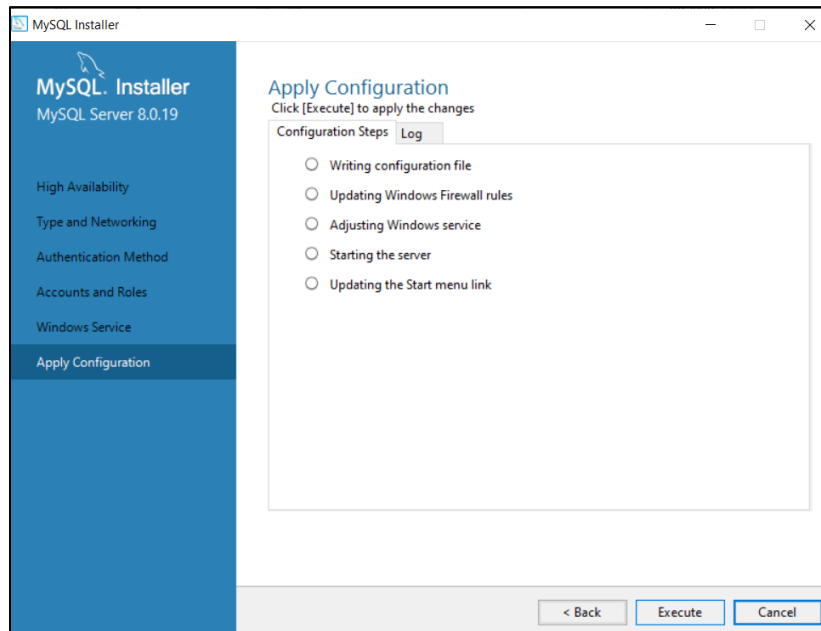 MySQL Installer
MySQL. Installer
MySQL Server 8.0.19
High Availability
Type and Networking
Authentication Method
Accounts and Roles
Windows Service
Apply Configuration
Apply Configuration
Click [Execute] to apply the changes
Configuration Steps Log
Writing configuration file
Updating Windows Firewall rules
Adjusting Windows service
Starting the server
Updating the Start menu link
< Back Execute Cancel